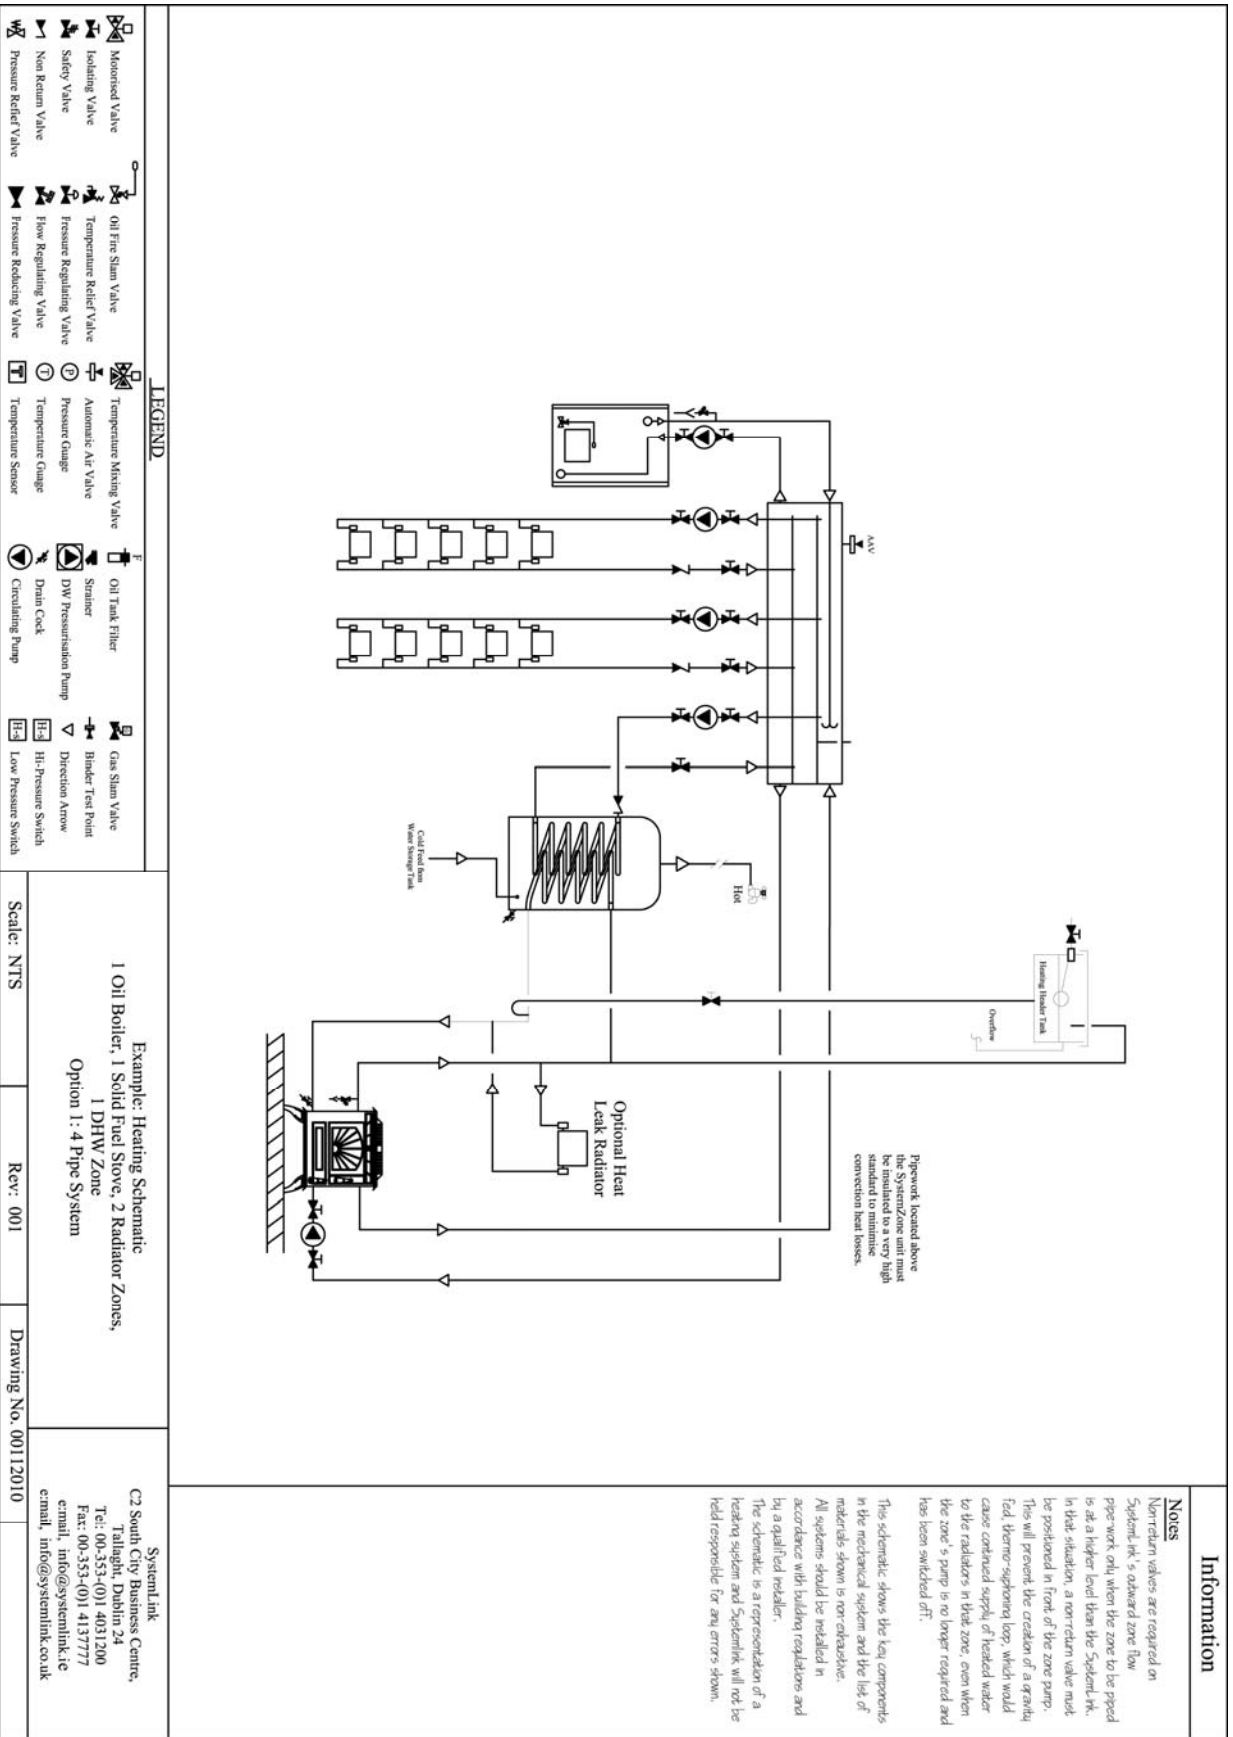 Information
Notes
Non-return valves are required on
SystemLink's outward zone flow
pipe-work only when the zone to be piped
is at a higher level than the SystemLink.
In that situation, a non-return valve must
be positioned in front of the zone pump.
This will prevent the creation of a gravity
fed, thermo-syphoning loop, which would
cause continued supply of heated water
to the radiators in that zone, even when
the zone's pump is no longer required and
has been switched off.
This schematic shows the key components
in the mechanical system and the list of
materials shown is non-exhaustive.
All systems should be installed in
accordance with building regulations and
by a qualified installer.
The schematic is a representation of a
heating system and Systemlink will not be
held responsible for any errors shown.
Heating Header Tank
Overflow
AAV
Hot
Cold Feed from
Water Storage Tank
Pipework located above
the SystemZone unit must
be insulated to a very high
standard to minimise
convection heat losses.
Optional Heat
Leak Radiator
LEGEND
Motorised Valve
Isolating Valve
Safety Valve
Non Return Valve
Pressure Relief Valve
Oil Fire Slam Valve
Temperature Relief Valve
Pressure Regulating Valve
Flow Regulating Valve
Pressure Reducing Valve
Temperature Mixing Valve
Automatic Air Valve
P Pressure Guage
T Temperature Guage
T Temperature Sensor
F Oil Tank Filter
Strainer
DW Pressurisation Pump
Drain Cock
Circulating Pump
Gas Slam Valve
Binder Test Point
Direction Arrow
H-s Hi-Pressure Switch
H-s Low Pressure Switch
Example: Heating Schematic
1 Oil Boiler, 1 Solid Fuel Stove, 2 Radiator Zones,
1 DHW Zone
Option 1: 4 Pipe System
Scale: NTS
Rev: 001
Drawing No. 00112010
SystemLink
C2 South City Business Centre,
Tallaght, Dublin 24
Tel: 00-353-(0)1 4031200
Fax: 00-353-(0)1 4137777
e:mail, info@systemlink.ie
e:mail, info@systemlink.co.uk